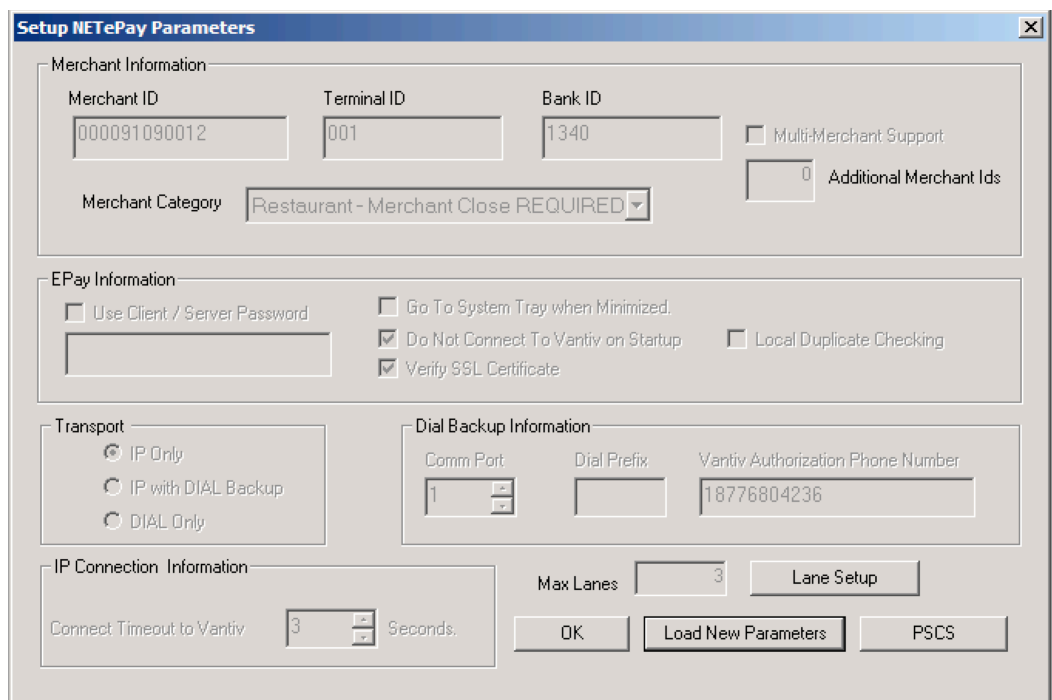 Setup NETePay Parameters
Merchant Information
Merchant ID Terminal ID Bank ID
000091090012 001 1340
Multi-Merchant Support
0 Additional Merchant Ids
Merchant Category Restaurant - Merchant Close REQUIRED
EPay Information
Use Client / Server Password
Go To System Tray when Minimized.
Do Not Connect To Vantiv on Startup Local Duplicate Checking
Verify SSL Certificate
Transport
IP Only
IP with DIAL Backup
DIAL Only
Dial Backup Information
Comm Port Dial Prefix Vantiv Authorization Phone Number
1 18776804236
IP Connection Information
Connect Timeout to Vantiv 3 Seconds.
Max Lanes 3 Lane Setup
OK Load New Parameters PSCS